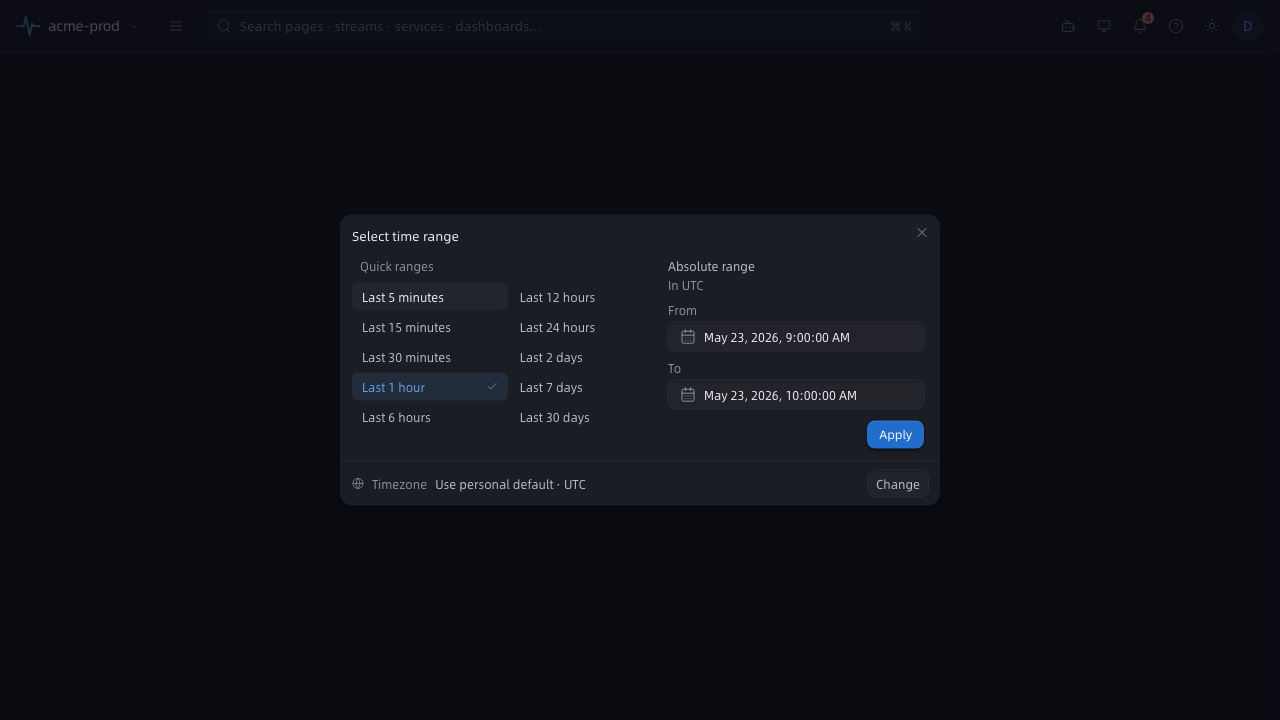 acme-prod
Search pages · streams · services · dashboards...
⌘ K
4
D
Select time range
Quick ranges
Last 5 minutes
Last 15 minutes
Last 30 minutes
Last 1 hour
Last 6 hours
Last 12 hours
Last 24 hours
Last 2 days
Last 7 days
Last 30 days
Absolute range
In UTC
From
May 23, 2026, 9:00:00 AM
To
May 23, 2026, 10:00:00 AM
Apply
Timezone Use personal default · UTC
Change